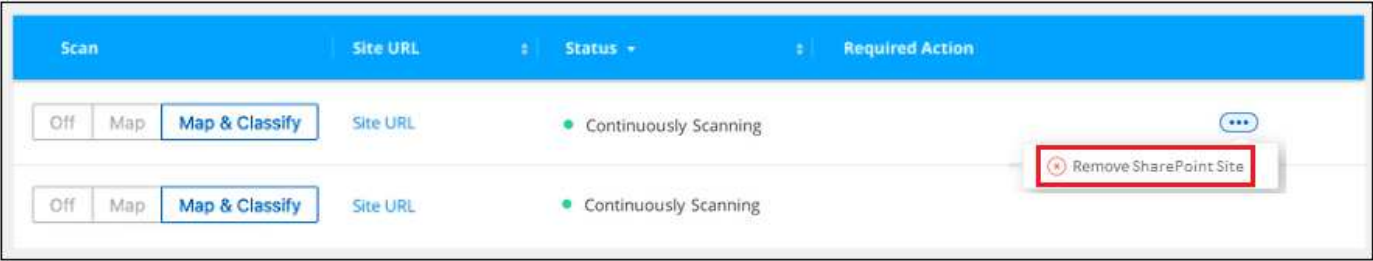 Scan Site URL Status Required Action
Off Map Map & Classify Site URL Continuously Scanning
Remove SharePoint Site
Off Map Map & Classify Site URL Continuously Scanning